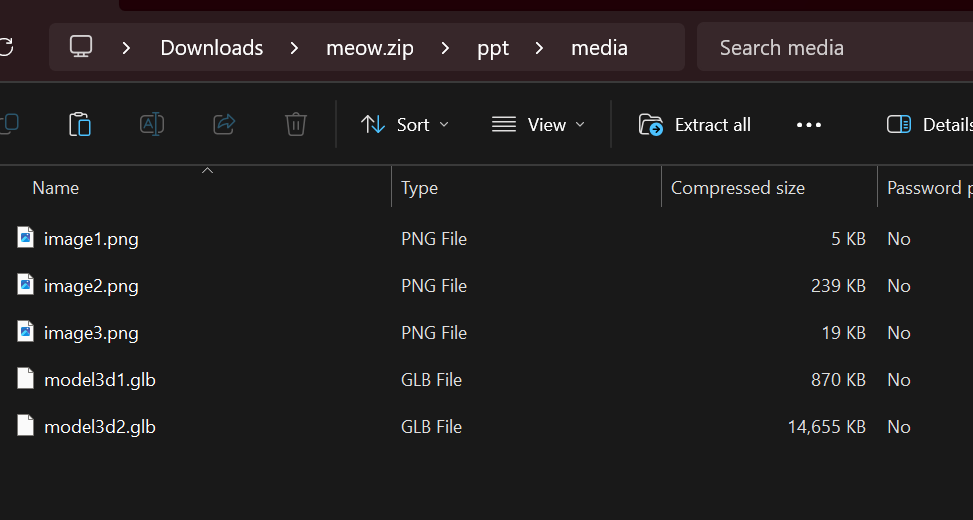 Downloads > meow.zip > ppt > media Search media
Sort View Extract all Details
Name Type Compressed size Password
image1.png PNG File 5 KB No
image2.png PNG File 239 KB No
image3.png PNG File 19 KB No
model3d1.glb GLB File 870 KB No
model3d2.glb GLB File 14,655 KB No